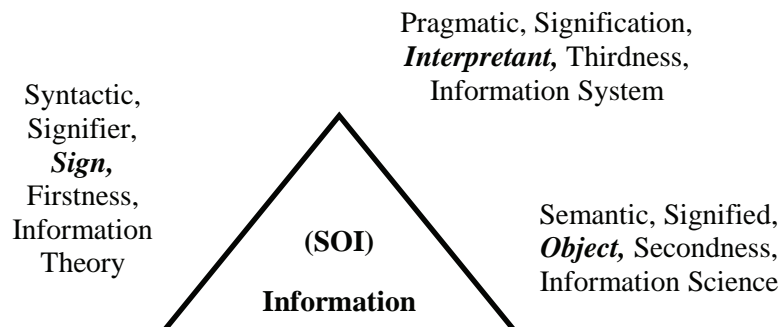 Pragmatic, Signification,
Interpretant, Thirdness,
Information System
Syntactic,
Signifier,
Sign,
Firstness,
Information
Theory
Semantic, Signified,
Object, Secondness,
Information Science
(SOI)
Information